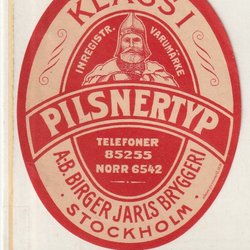 KLASS I
INREGISTR. VARUMÄRKE
PILSNERTYP
TELEFONER
85255
NORR 6542
A.B. BIRGER JARLS BRYGGERI
STOCKHOLM